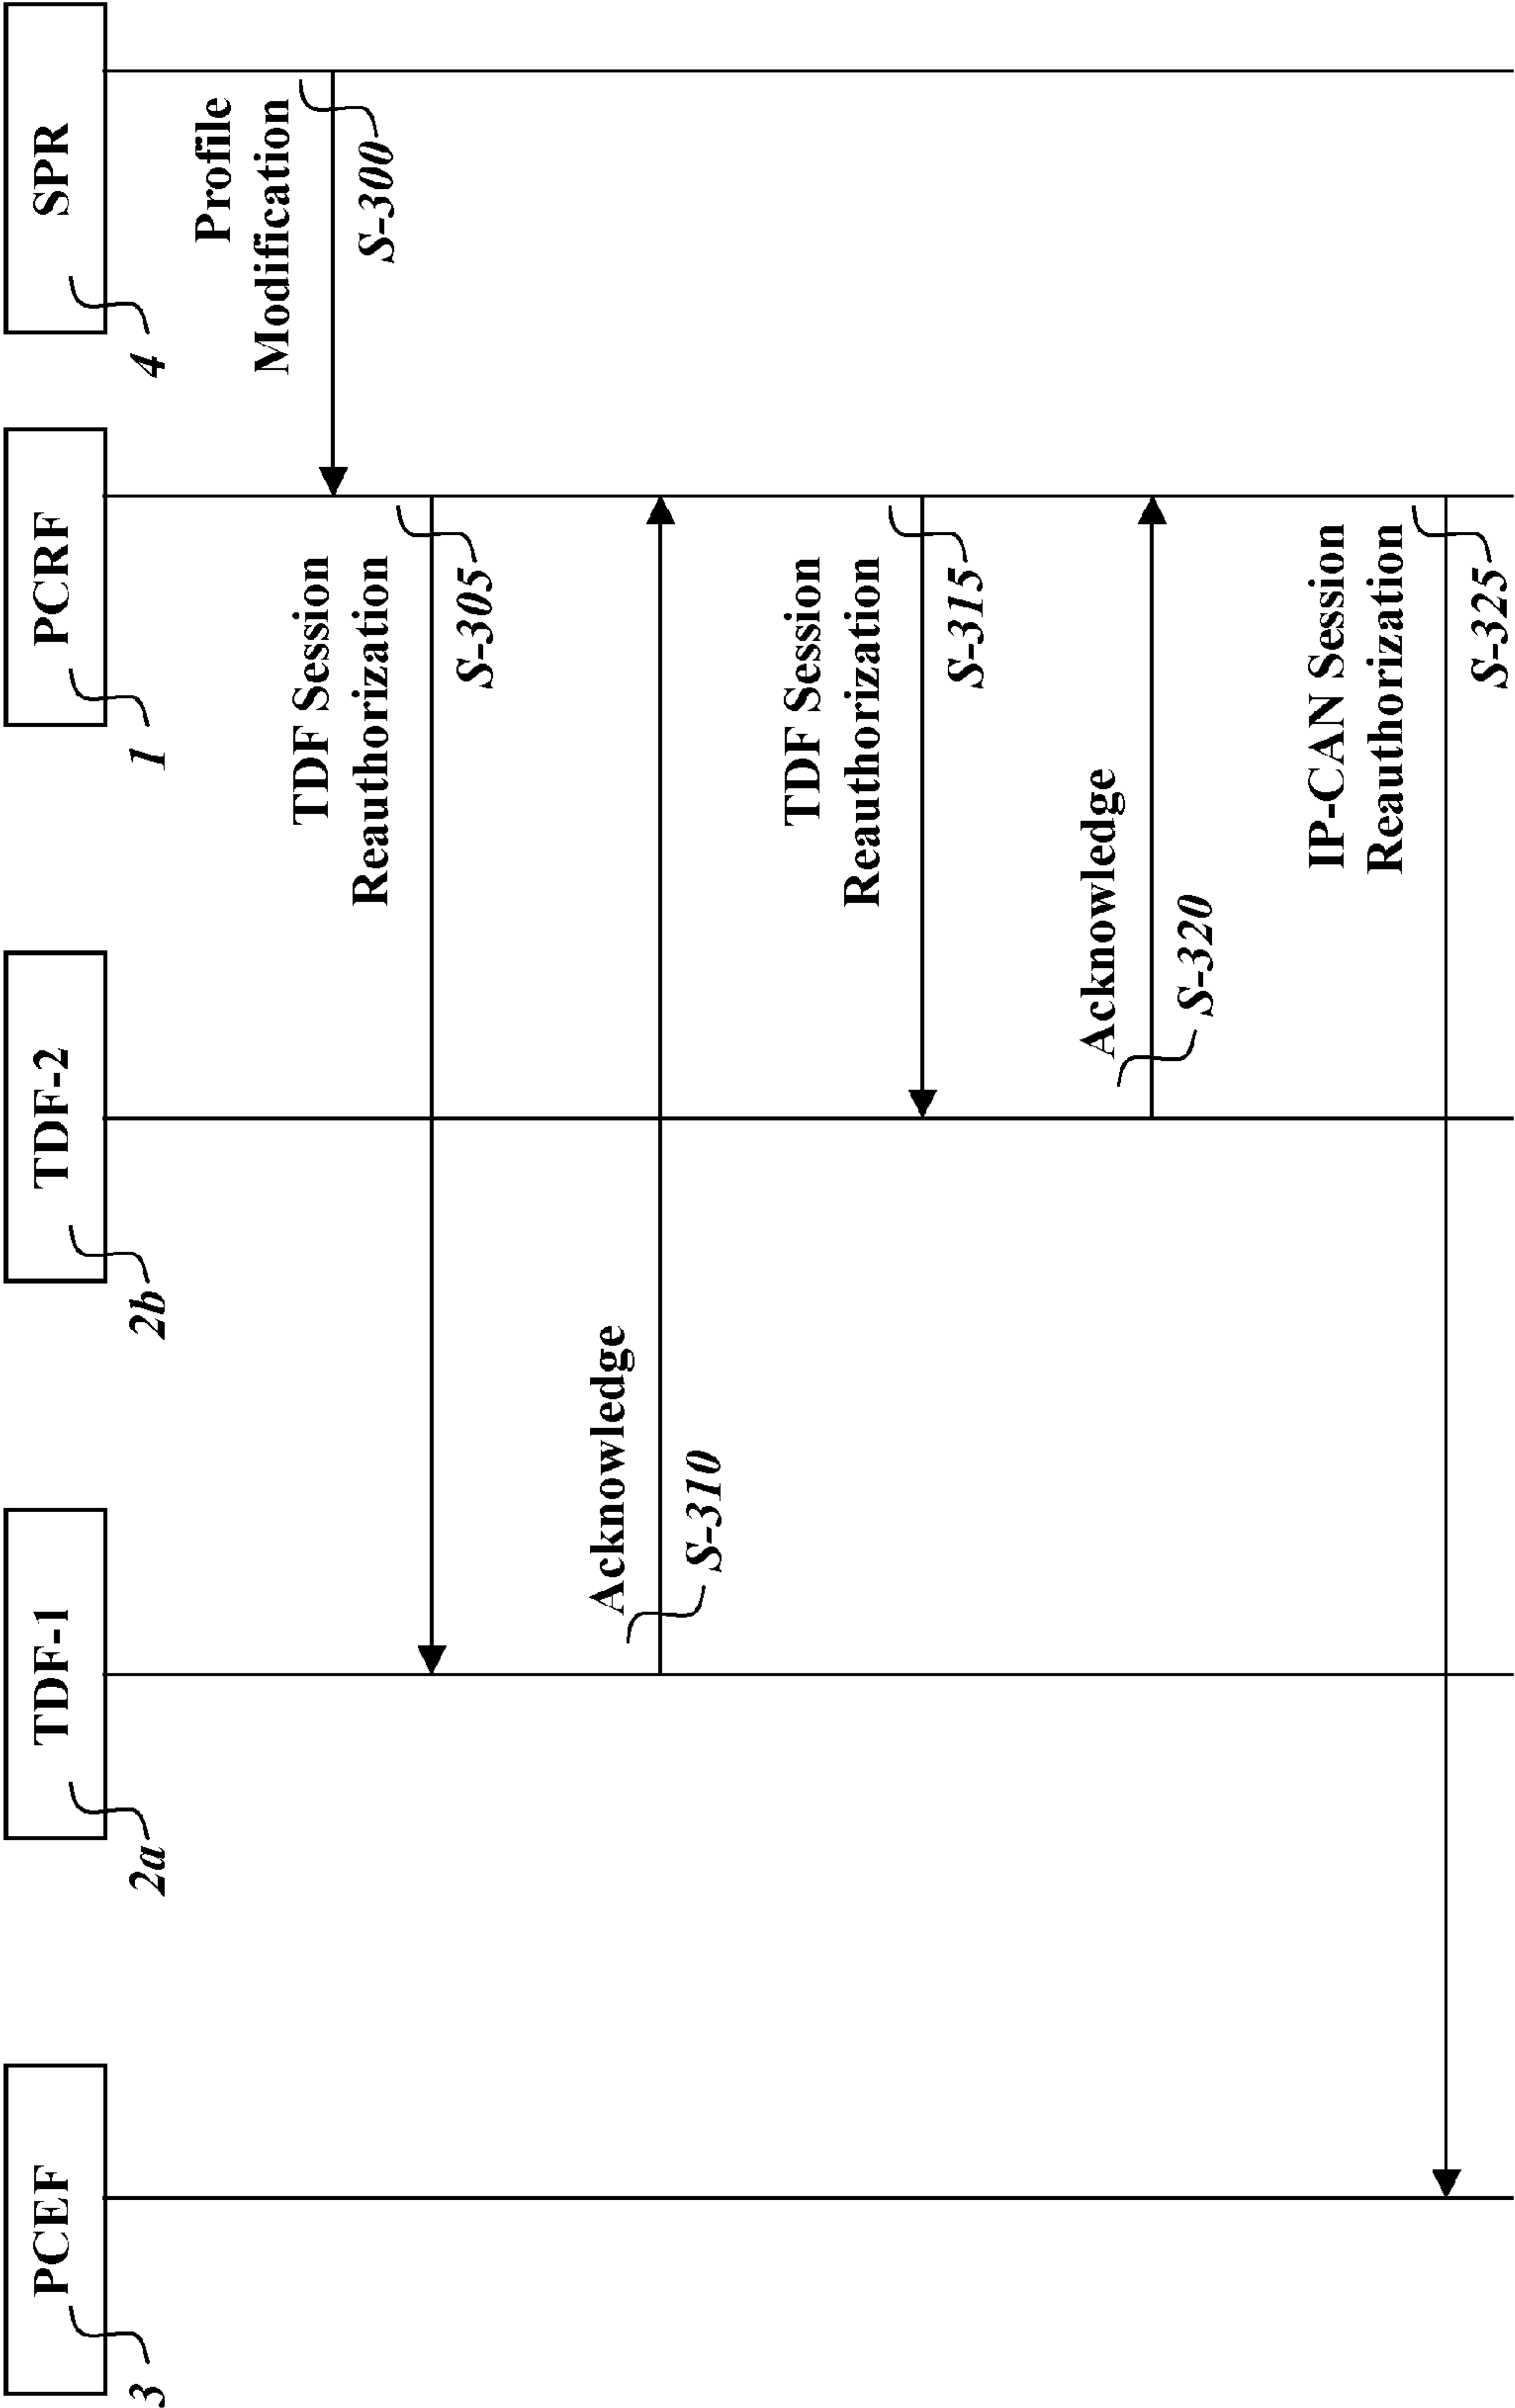 PCEF
TDF-1
TDF-2
PCRF
SPR
3
2a
2b
1
4
Profile
Modification
S-300
TDF Session
Reauthorization
S-305
Acknowledge
S-310
TDF Session
Reauthorization
S-315
Acknowledge
S-320
IP-CAN Session
Reauthorization
S-325